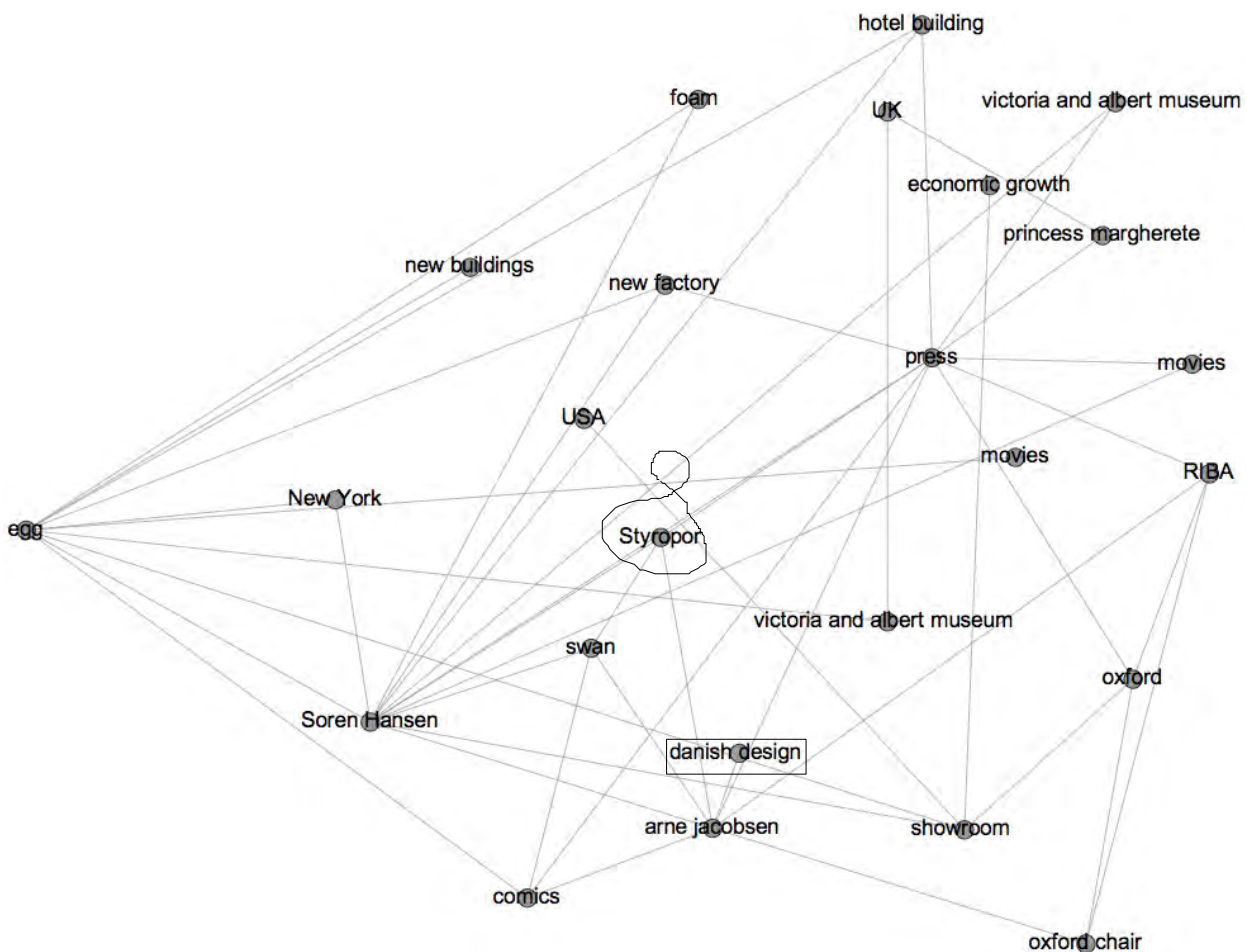 hotel building
foam
UK
victoria and albert museum
economic growth
princess margherete
new buildings
new factory
press
movies
USA
movies
RIBA
New York
egg
Styropor
victoria and albert museum
swan
oxford
Soren Hansen
danish design
arne jacobsen
showroom
comics
oxford chair